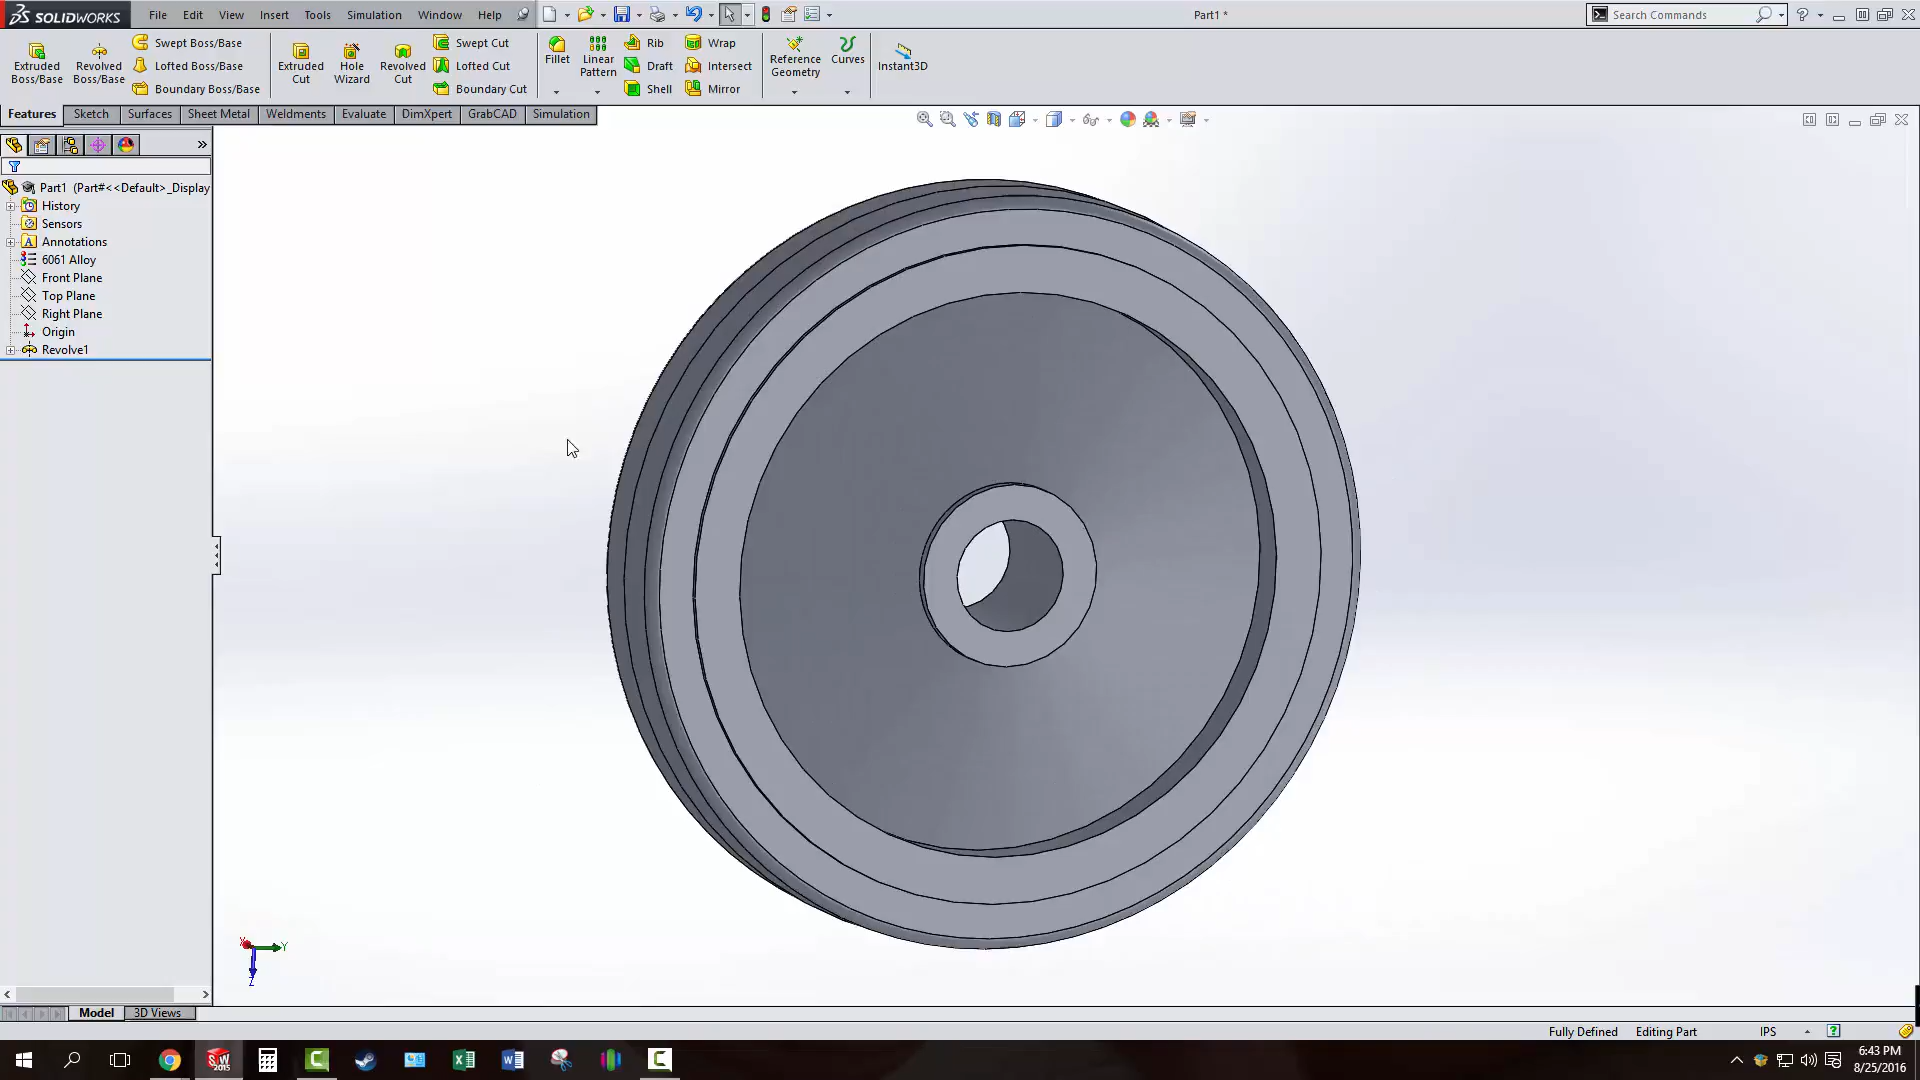 SOLIDWORKS File Edit View Insert Tools Simulation Window Help Part1 * Search Commands
Extruded Boss/Base
Revolved Boss/Base
Swept Boss/Base
Lofted Boss/Base
Boundary Boss/Base
Extruded Cut
Hole Wizard
Revolved Cut
Swept Cut
Lofted Cut
Boundary Cut
Fillet
Linear Pattern
Rib
Draft
Shell
Wrap
Intersect
Mirror
Reference Geometry
Curves
Instant3D
Features Sketch Surfaces Sheet Metal Weldments Evaluate DimXpert GrabCAD Simulation
Part1 (Part#<<Default>_Display
History
Sensors
Annotations
6061 Alloy
Front Plane
Top Plane
Right Plane
Origin
Revolve1
X Y
Z
Model 3D Views
Fully Defined Editing Part IPS
6:43 PM
8/25/2016